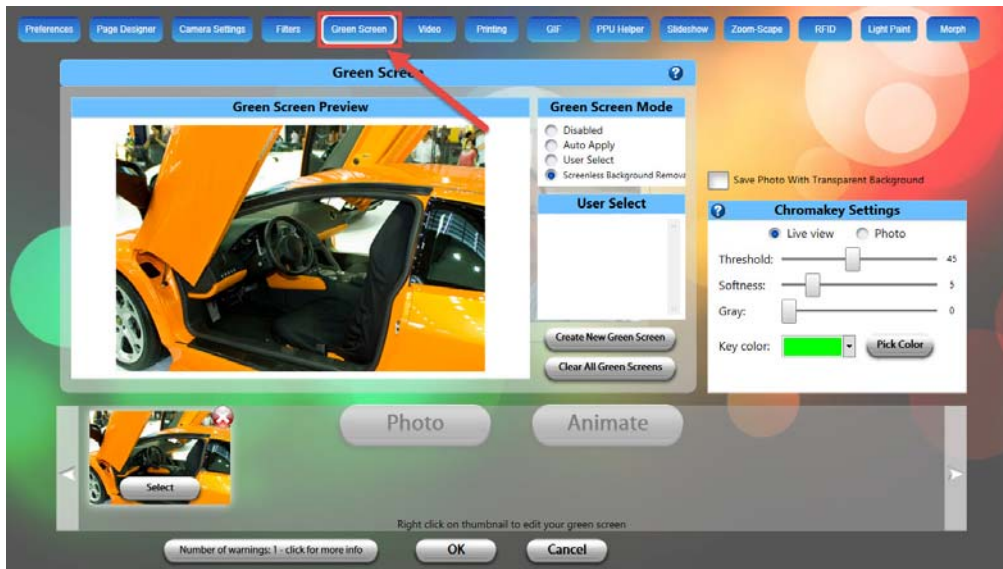 Preferences
Page Designer
Camera Settings
Filters
Green Screen
Video
Printing
GIF
PPU Helper
Slideshow
Zoom-Scape
RFID
Light Paint
Morph
Green Screen
?
Green Screen Preview
Green Screen Mode
Disabled
Auto Apply
User Select
Screenless Background Remova
User Select
Create New Green Screen
Clear All Green Screens
Save Photo With Transparent Background
?
Chromakey Settings
Live view
Photo
Threshold: 45
Softness: 5
Gray: 0
Key color:
Pick Color
Photo
Animate
Select
Right click on thumbnail to edit your green screen
Number of warnings: 1 - click for more info
OK
Cancel